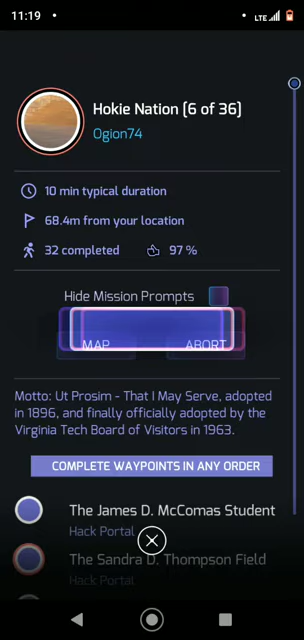 11:19
LTE
Hokie Nation [6 of 36]
Ogion74
10 min typical duration
68.4m from your location
32 completed 97 %
Hide Mission Prompts
MAP ABORT
Motto: Ut Prosim - That I May Serve, adopted
in 1896, and finally officially adopted by the
Virginia Tech Board of Visitors in 1963.
COMPLETE WAYPOINTS IN ANY ORDER
The James D. McComas Student
Hack Portal
The Sandra D. Thompson Field
Hack Portal